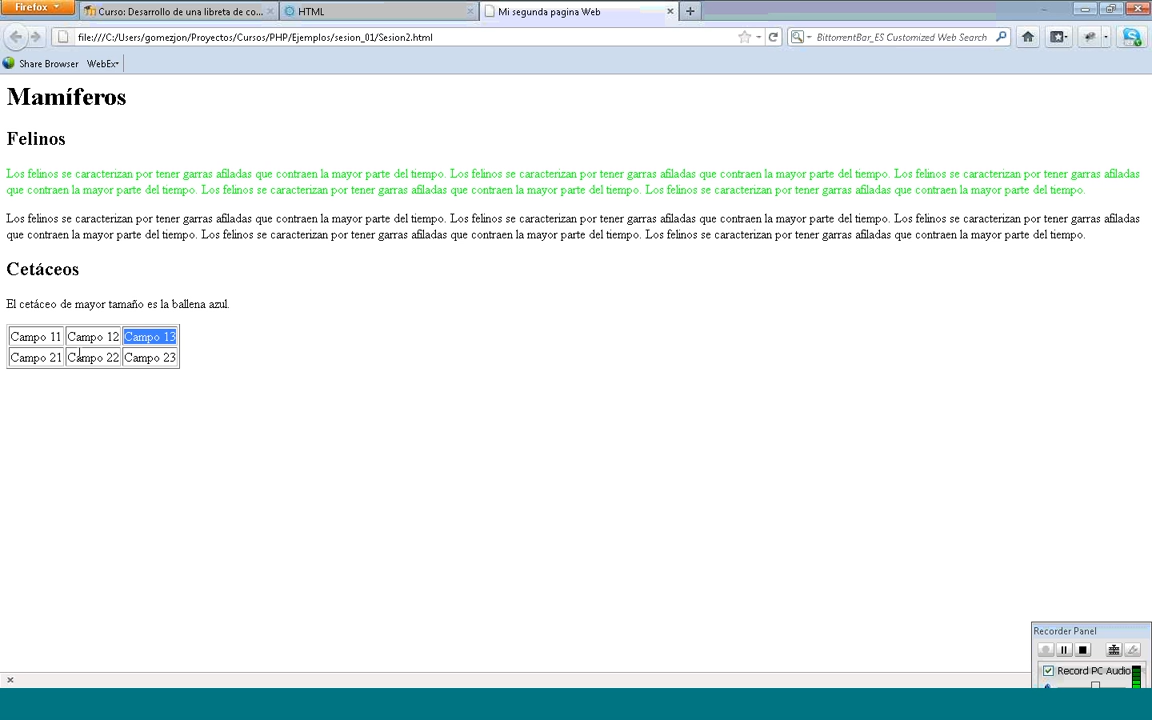 Firefox
Curso: Desarrollo de una libreta de co...
HTML
Mi segunda pagina Web
file:///C:/Users/gomezjon/Proyectos/Cursos/PHP/Ejemplos/sesion_01/Sesion2.html
BittorrentBar_ES Customized Web Search
Share Browser WebEx
Mamíferos
Felinos
Los felinos se caracterizan por tener garras afiladas que contraen la mayor parte del tiempo. Los felinos se caracterizan por tener garras afiladas que contraen la mayor parte del tiempo. Los felinos se caracterizan por tener garras afiladas
que contraen la mayor parte del tiempo. Los felinos se caracterizan por tener garras afiladas que contraen la mayor parte del tiempo. Los felinos se caracterizan por tener garras afiladas que contraen la mayor parte del tiempo.
Los felinos se caracterizan por tener garras afiladas que contraen la mayor parte del tiempo. Los felinos se caracterizan por tener garras afiladas que contraen la mayor parte del tiempo. Los felinos se caracterizan por tener garras afiladas
que contraen la mayor parte del tiempo. Los felinos se caracterizan por tener garras afiladas que contraen la mayor parte del tiempo. Los felinos se caracterizan por tener garras afiladas que contraen la mayor parte del tiempo.
Cetáceos
El cetáceo de mayor tamaño es la ballena azul.
Campo 11 Campo 12 Campo 13
Campo 21 Campo 22 Campo 23
Recorder Panel
Record PC Audio